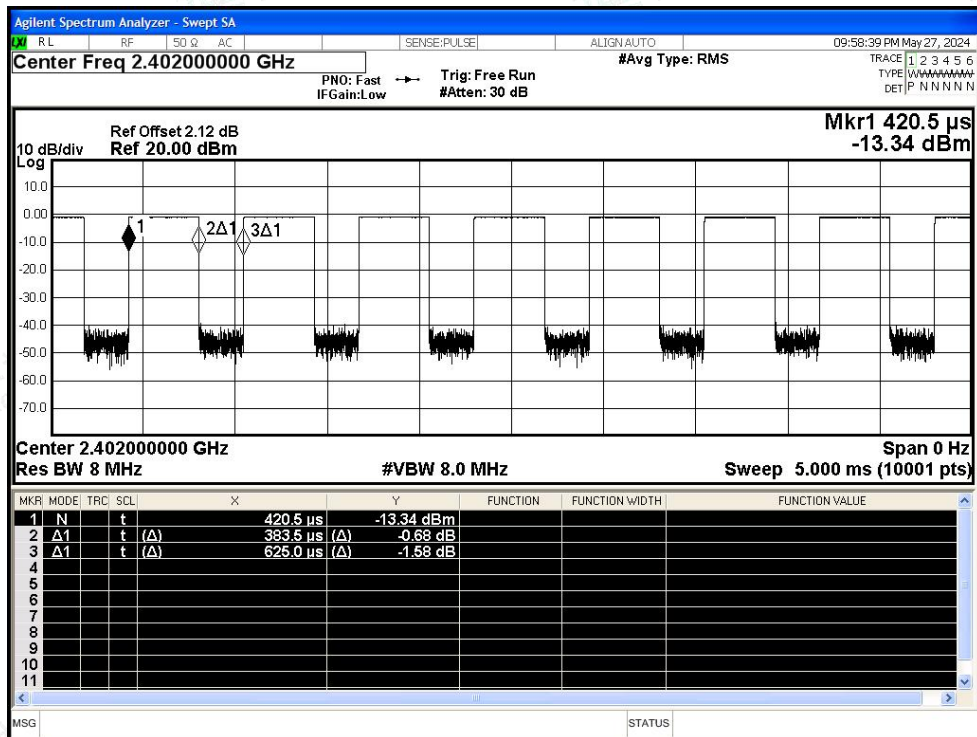 Agilent Spectrum Analyzer - Swept SA
LXI RL RF 50 Ω AC SENSE:PULSE ALIGNAUTO 09:58:39 PM May 27, 2024
Center Freq 2.402000000 GHz
#Avg Type: RMS
TRACE 1 2 3 4 5 6
PNO: Fast Trig: Free Run
TYPE
IFGain:Low #Atten: 30 dB
DET P N N N N N
Mkr1 420.5 µs
-13.34 dBm
Ref Offset 2.12 dB
10 dB/div Ref 20.00 dBm
Log
10.0
0.00
1 2Δ1 3Δ1
-10.0
-20.0
-30.0
-40.0
-50.0
-60.0
-70.0
Center 2.402000000 GHz Span 0 Hz
Res BW 8 MHz #VBW 8.0 MHz Sweep 5.000 ms (10001 pts)
MKR MODE TRC SCL X Y FUNCTION FUNCTION WIDTH FUNCTION VALUE
1 N t 420.5 µs -13.34 dBm
2 Δ1 t (Δ) 383.5 µs (Δ) -0.68 dB
3 Δ1 t (Δ) 625.0 µs (Δ) -1.58 dB
4
5
6
7
8
9
10
11
MSG STATUS